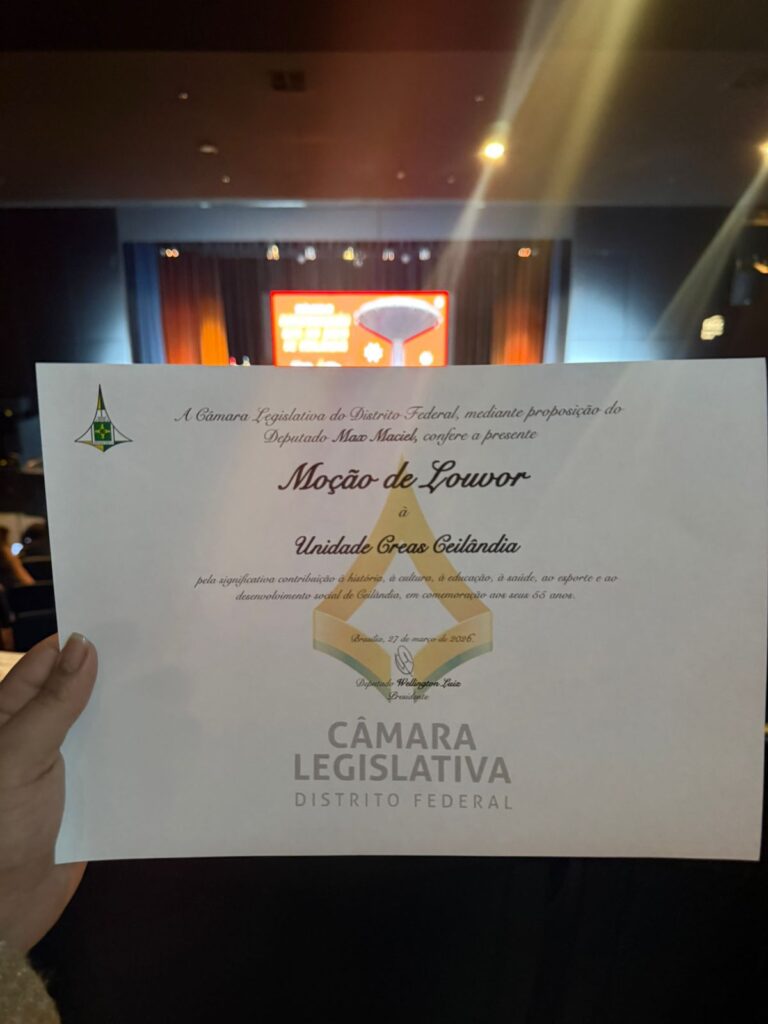 A Câmara Legislativa do Distrito Federal, mediante proposição do
Deputado Max Maciel, confere a presente
Moção de Louvor
à
Unidade Creas Ceilândia
pela significativa contribuição à história, à cultura, à educação, à saúde, ao esporte e ao
desenvolvimento social de Ceilândia, em comemoração aos seus 55 anos.
Brasília, 27 de março de 2026.
Deputado Wellington Luiz
Presidente
CÂMARA
LEGISLATIVA
DISTRITO FEDERAL